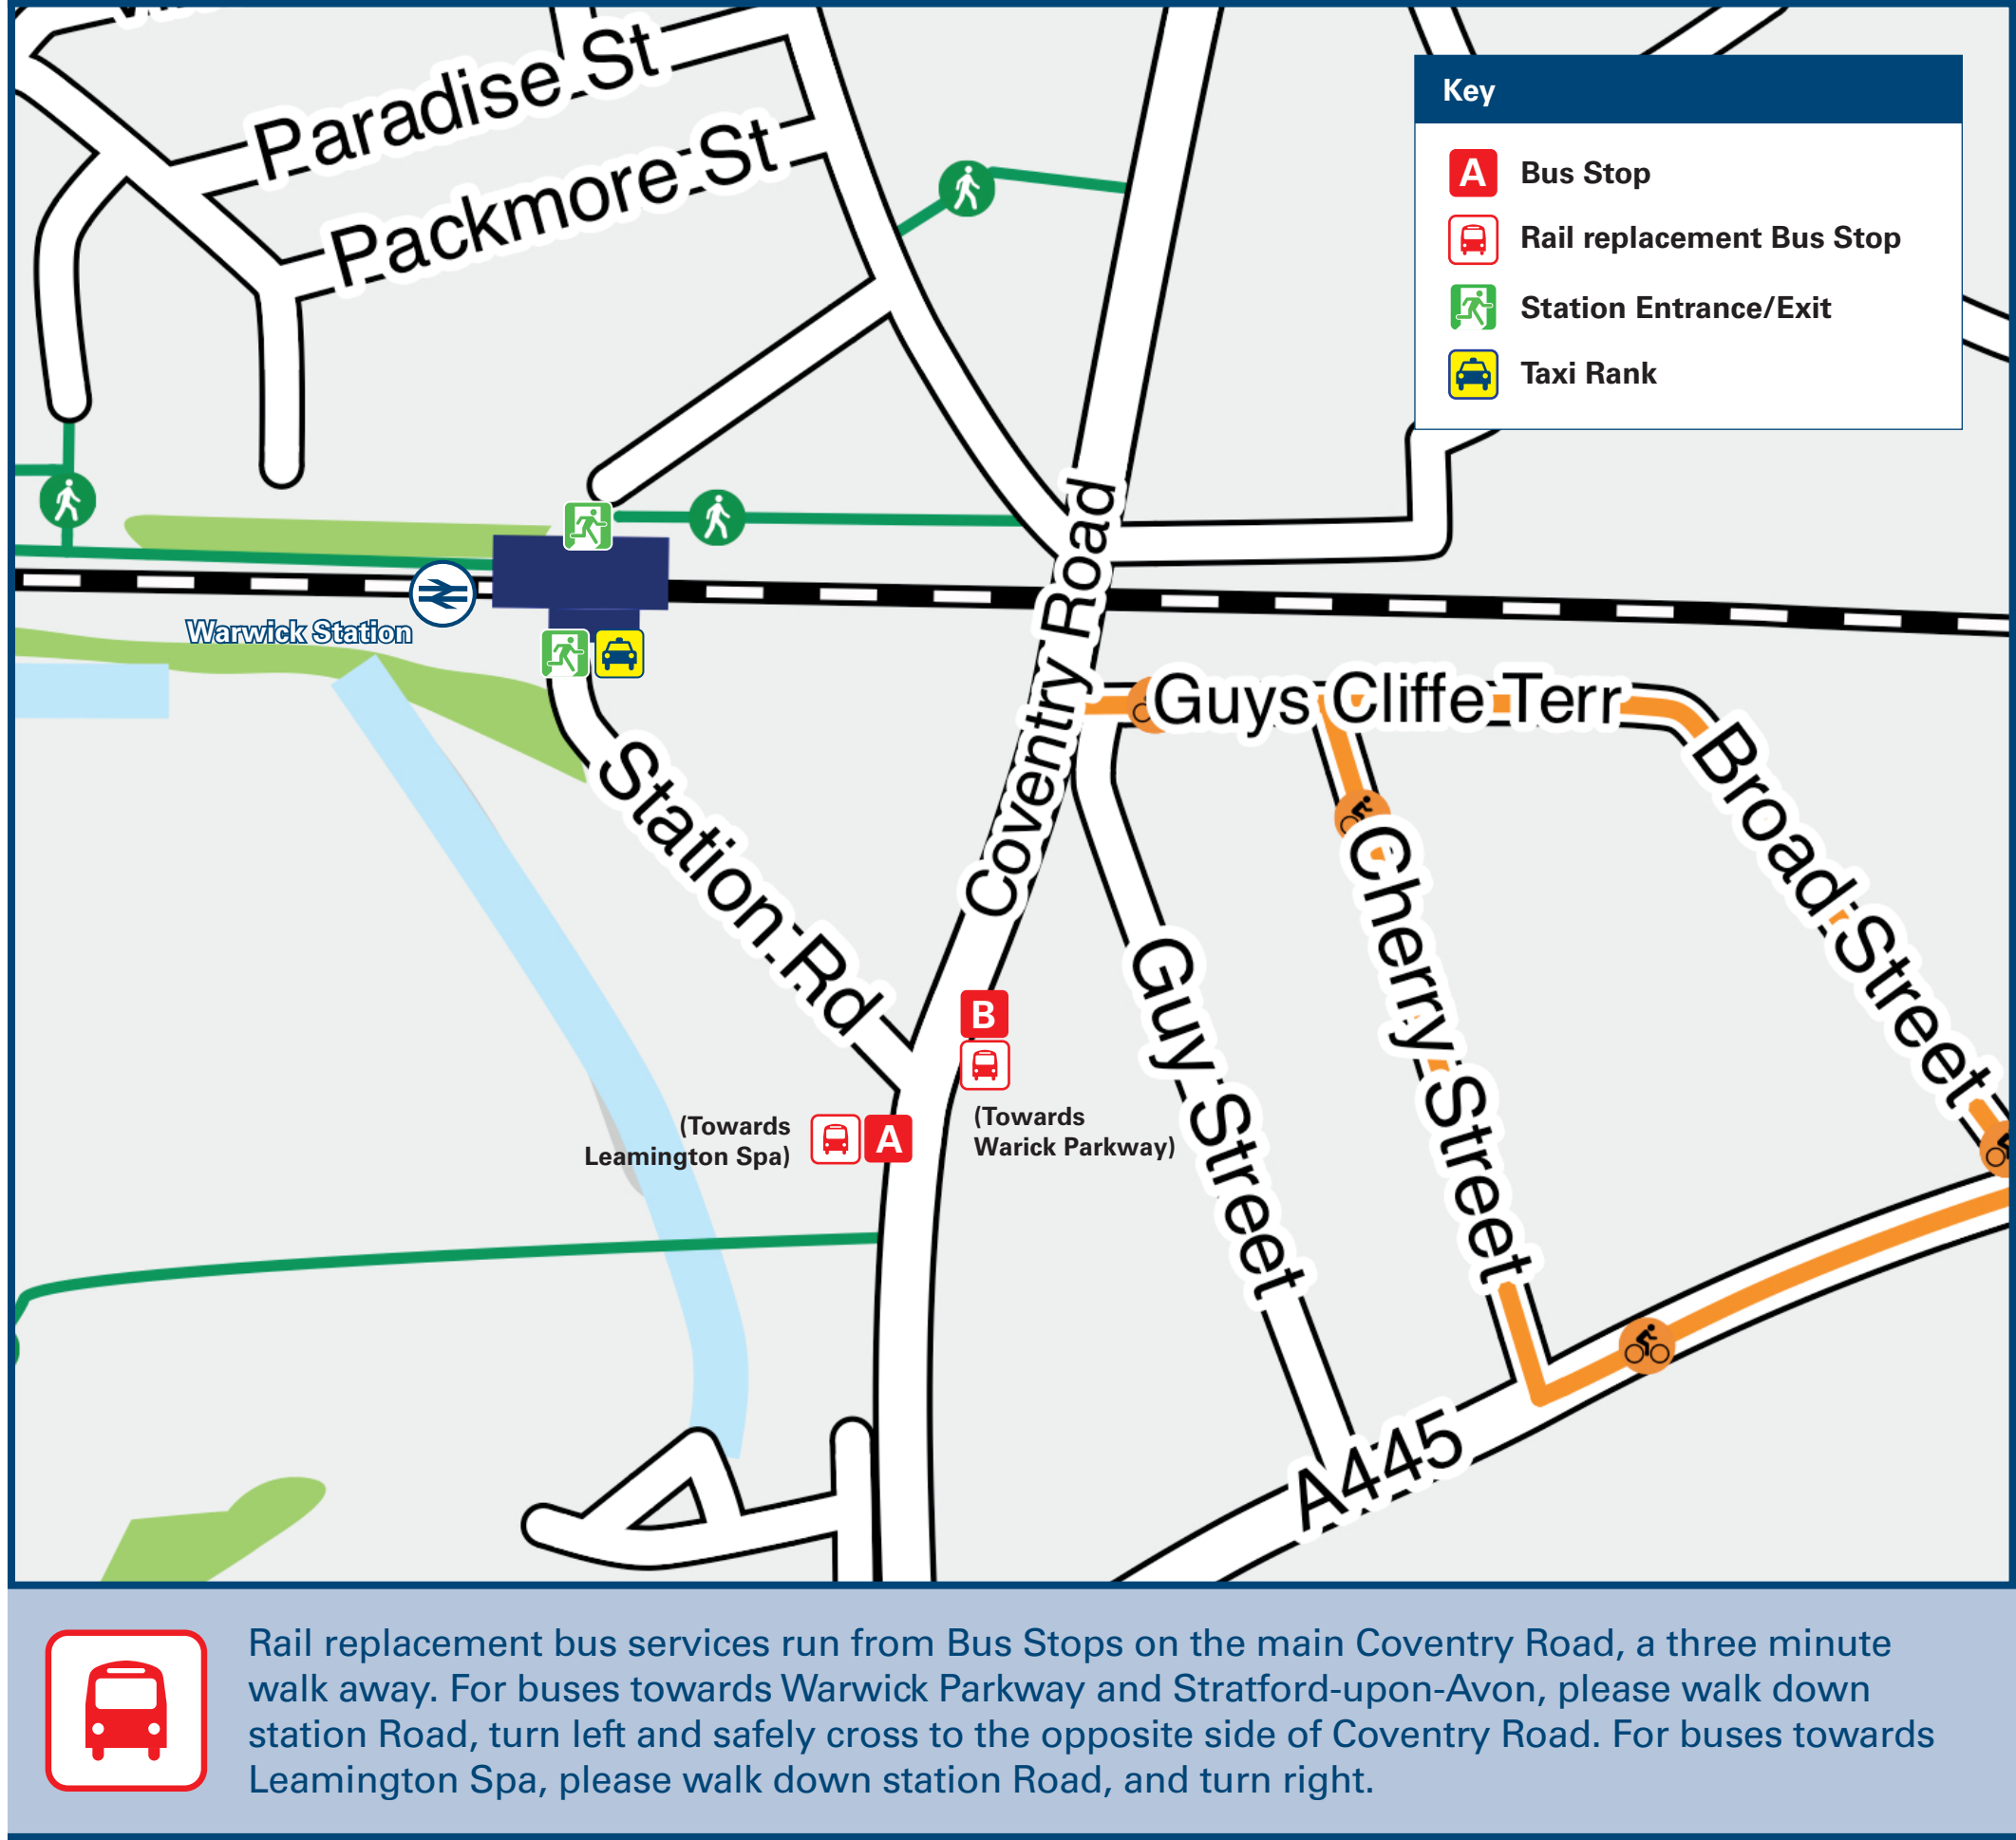 Paradise St
Packmore St
Key
A Bus Stop
Rail replacement Bus Stop
Station Entrance/Exit
Taxi Rank
Warwick Station
Coventry Road
Guys Cliffe Terr
Broad Street
Station Rd
Cherry Street
Guy Street
B
(Towards
Warick Parkway)
(Towards
Leamington Spa)
A
A445
Rail replacement bus services run from Bus Stops on the main Coventry Road, a three minute
walk away. For buses towards Warwick Parkway and Stratford-upon-Avon, please walk down
station Road, turn left and safely cross to the opposite side of Coventry Road. For buses towards
Leamington Spa, please walk down station Road, and turn right.